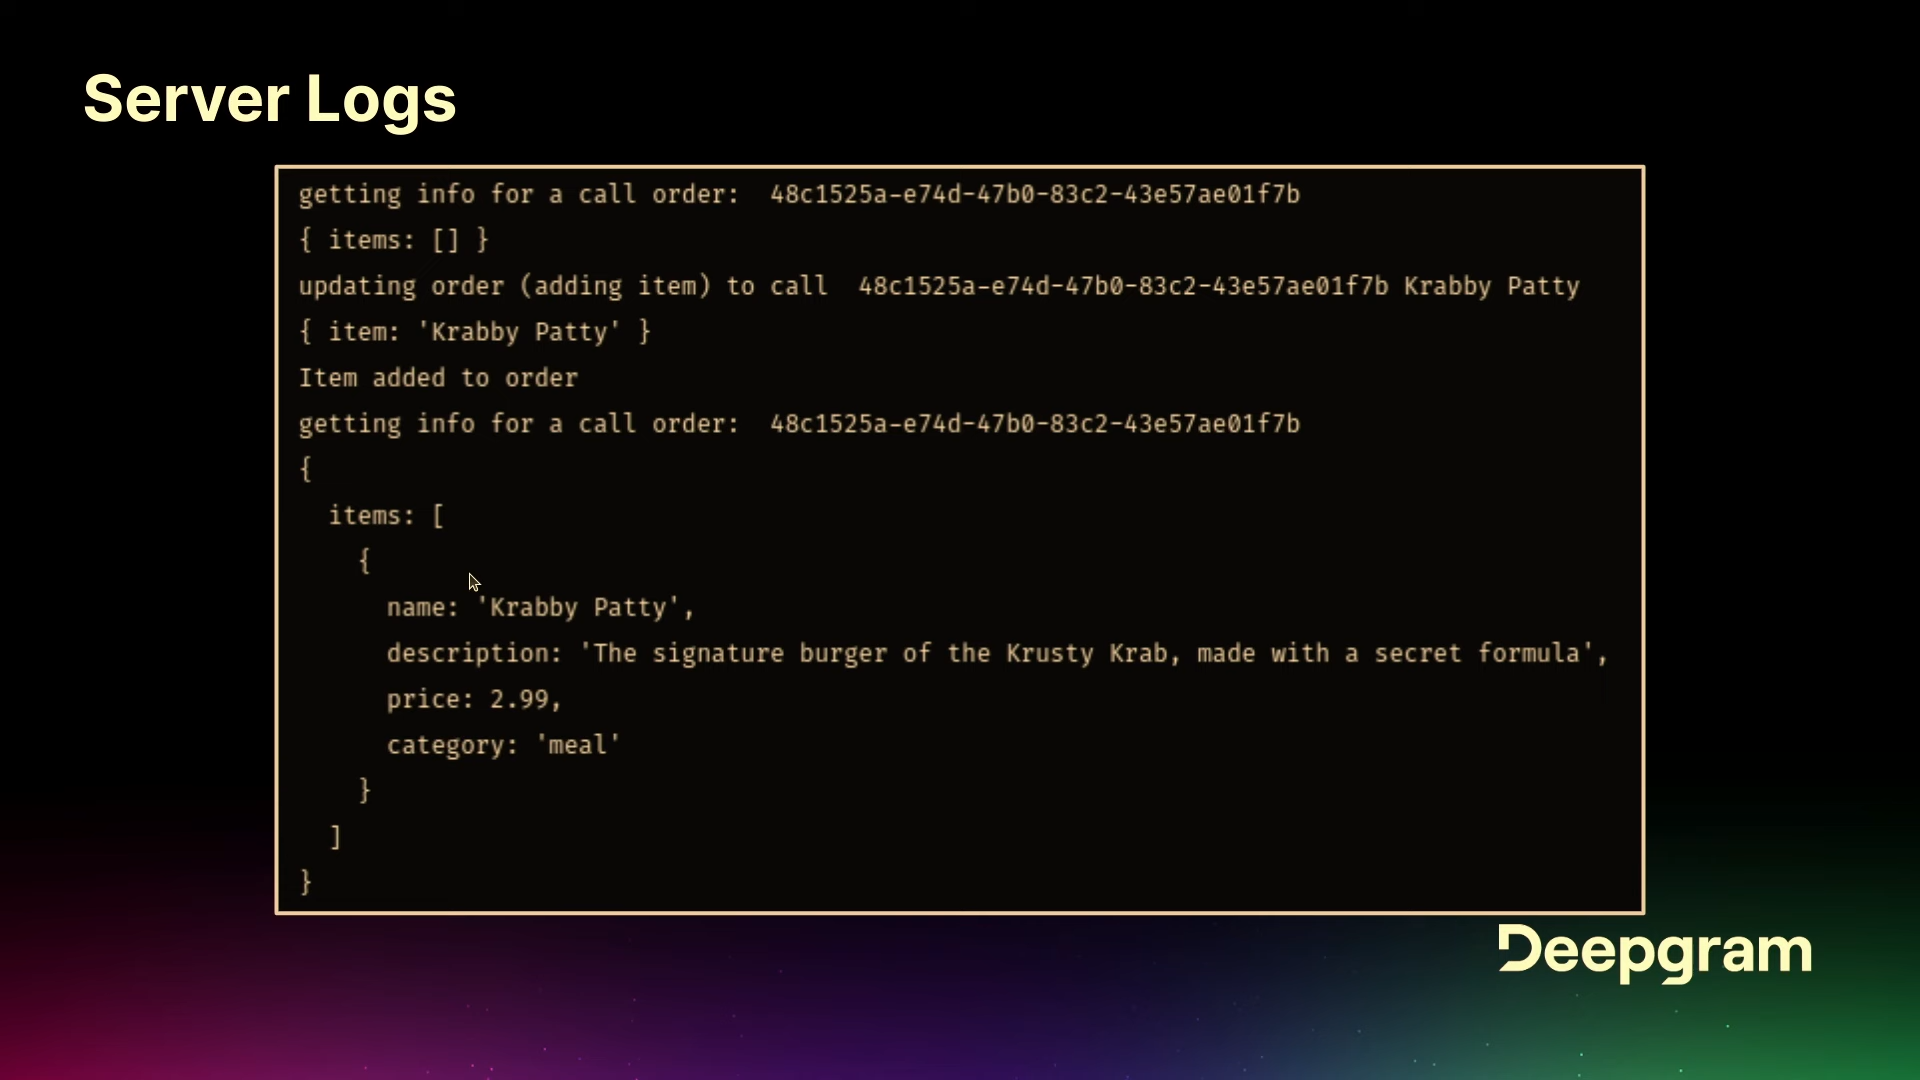 Server Logs
getting info for a call order:  48c1525a-e74d-47b0-83c2-43e57ae01f7b
{ items: [] }
updating order (adding item) to call  48c1525a-e74d-47b0-83c2-43e57ae01f7b Krabby Patty
{ item: 'Krabby Patty' }
Item added to order
getting info for a call order:  48c1525a-e74d-47b0-83c2-43e57ae01f7b
{
  items: [
    {
      name: 'Krabby Patty',
      description: 'The signature burger of the Krusty Krab, made with a secret formula',
      price: 2.99,
      category: 'meal'
    }
  ]
}
Deepgram